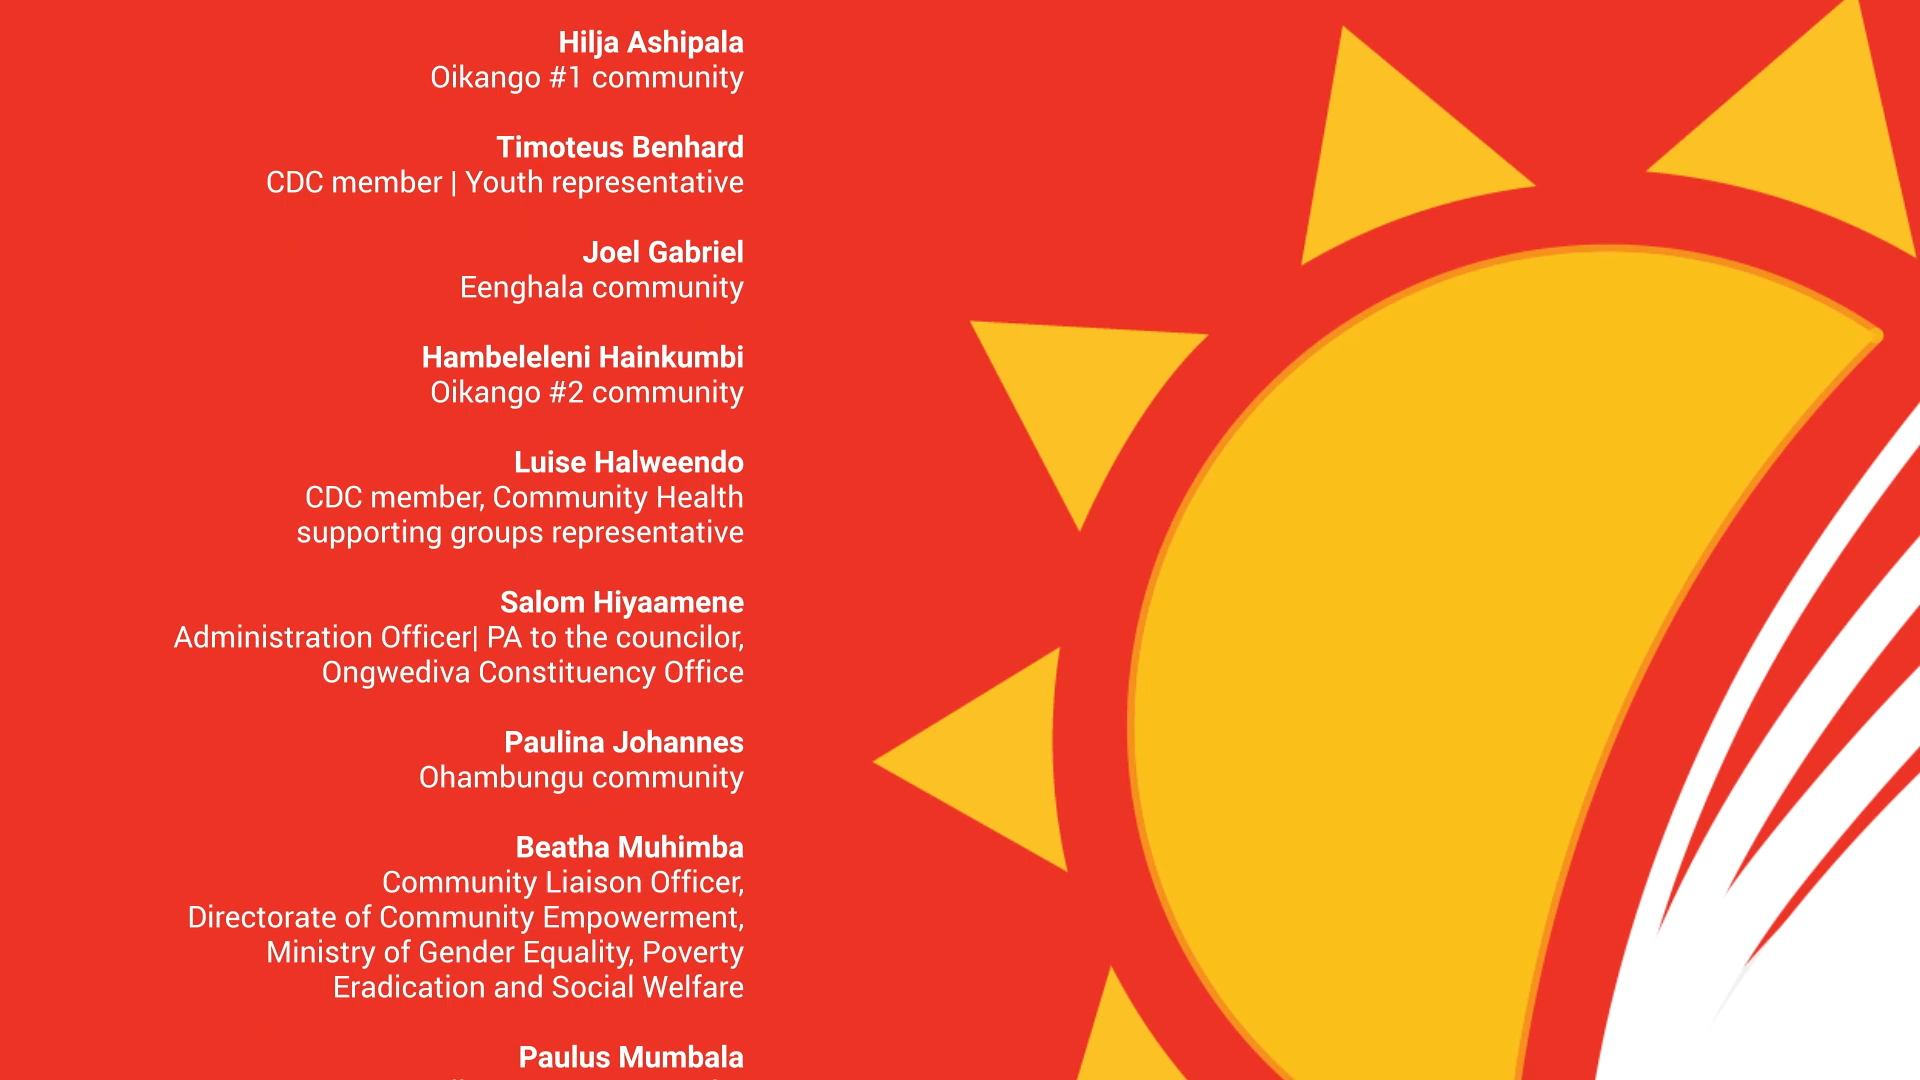 Hilja Ashipala
Oikango #1 community
Timoteus Benhard
CDC member | Youth representative
Joel Gabriel
Eenghala community
Hambeleleni Hainkumbi
Oikango #2 community
Luise Halweendo
CDC member, Community Health
supporting groups representative
Salom Hiyaamene
Administration Officer| PA to the councilor,
Ongwediva Constituency Office
Paulina Johannes
Ohambungu community
Beatha Muhimba
Community Liaison Officer,
Directorate of Community Empowerment,
Ministry of Gender Equality, Poverty
Eradication and Social Welfare
Paulus Mumbala